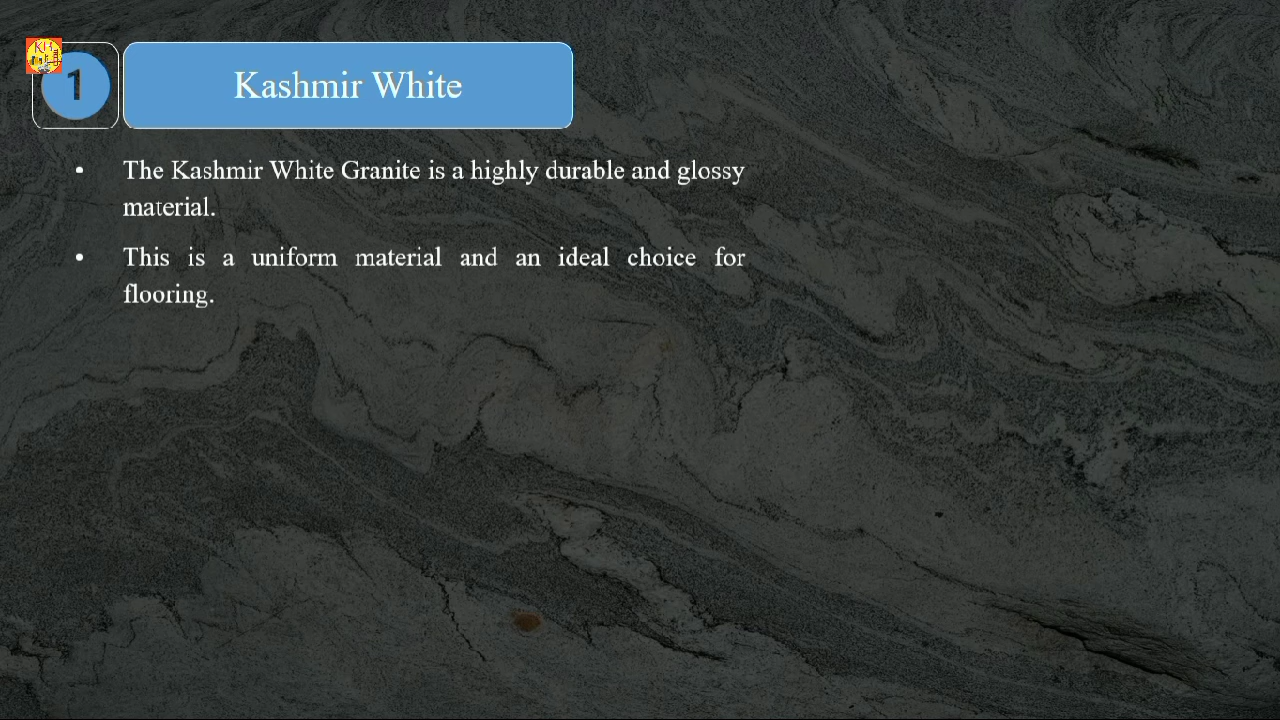 KB
1
Kashmir White
• The Kashmir White Granite is a highly durable and glossy
material.
• This is a uniform material and an ideal choice for
flooring.